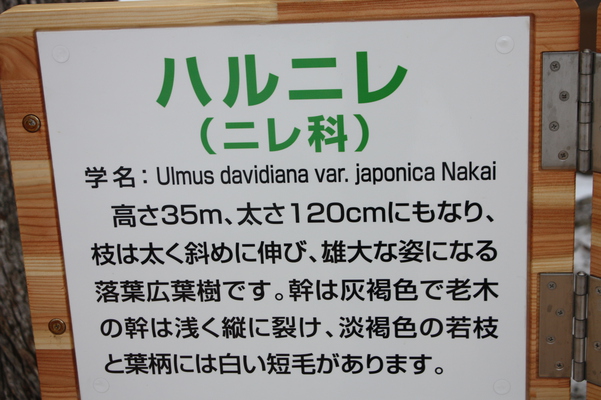 ハルニレ
（ニレ科）
学名：Ulmus davidiana var. japonica Nakai
高さ35m、太さ120cmにもなり、
枝は太く斜めに伸び、雄大な姿になる
落葉広葉樹です。幹は灰褐色で老木
の幹は浅く縦に裂け、淡褐色の若枝
と葉柄には白い短毛があります。